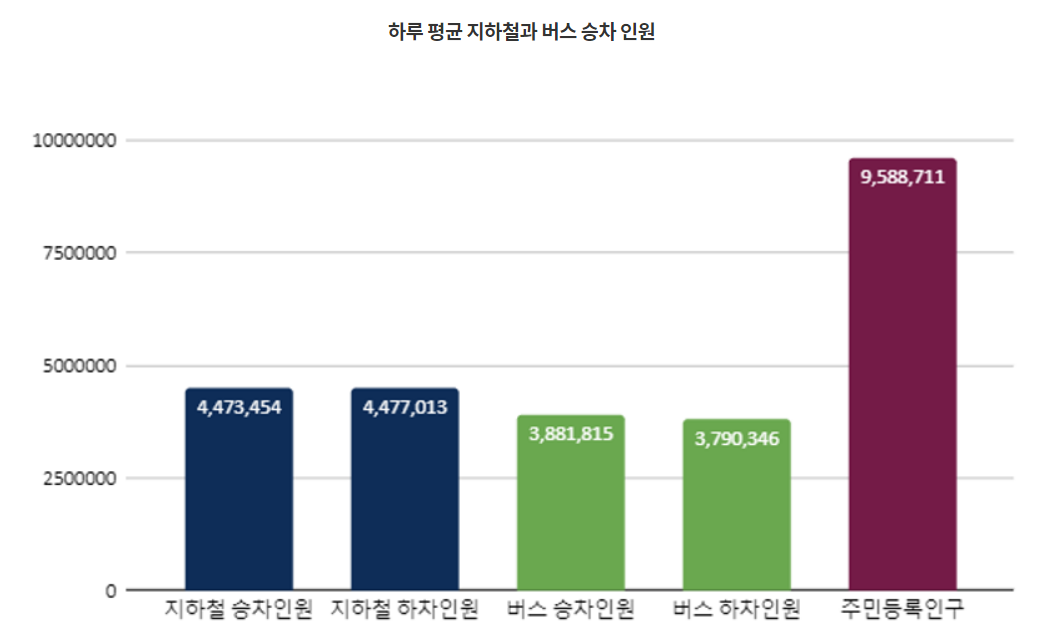 하루 평균 지하철과 버스 승차 인원
10000000
7500000
5000000
2500000
0
4,473,454
4,477,013
3,881,815
3,790,346
9,588,711
지하철 승차인원
지하철 하차인원
버스 승차인원
버스 하차인원
주민등록인구